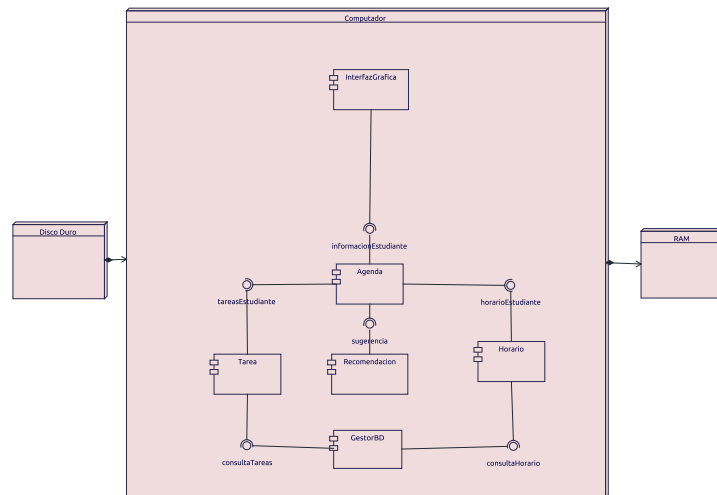 Computador
InterfazGrafica
Disco Duro
RAM
informacionEstudiante
Agenda
tareasEstudiante
horarioEstudiante
sugerencia
Tarea
Recomendacion
Horario
GestorBD
consultaTareas
consultaHorario